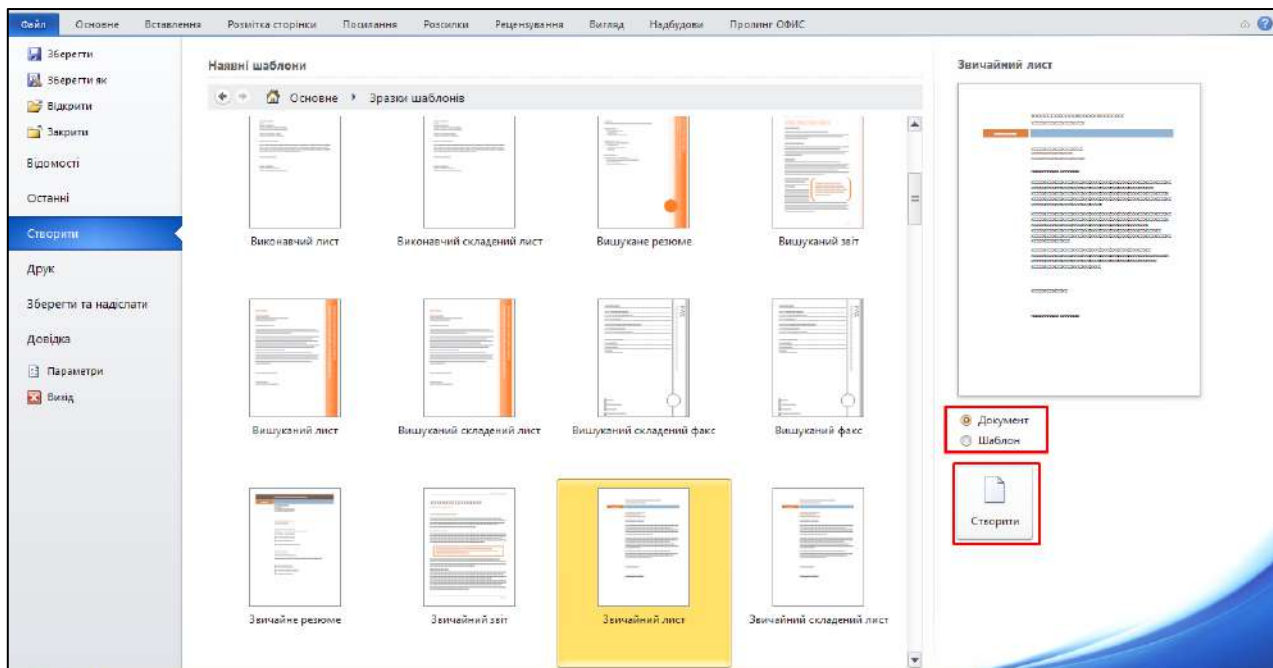 Файл Основне Вставлення Розмітка сторінки Посилання Розсилки Рецензування Вигляд Надбудови Пролинг ОФИС
Зберегти
Зберегти як
Відкрити
Закрити
Відомості
Останні
Створити
Друк
Зберегти та надіслати
Довідка
Параметри
Вихід
Наявні шаблони
Основне Зразки шаблонів
Виконавчий лист Виконавчий складений лист Вишукане резюме Вишуканий звіт
Вишуканий лист Вишуканий складений лист Вишуканий складений факс Вишуканий факс
Звичайне резюме Звичайний звіт Звичайний лист Звичайний складений лист
Звичайний лист
Документ
Шаблон
Створити